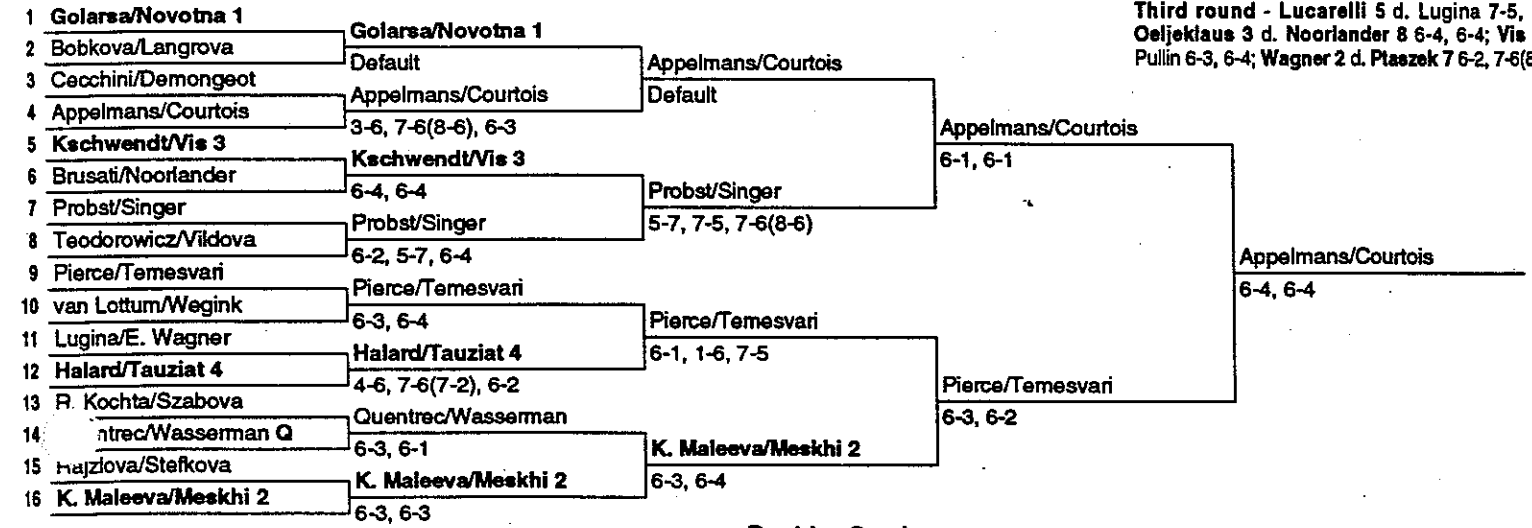 1 Golarsa/Novotna 1
2 Bobkova/Langrova
3 Cecchini/Demongeot
4 Appelmans/Courtois
5 Kschwendt/Vis 3
6 Brusati/Noorlander
7 Probst/Singer
8 Teodorowicz/Vildova
9 Pierce/Temesvari
10 van Lottum/Wegink
11 Lugina/E. Wagner
12 Halard/Tauziat 4
13 R. Kochta/Szabova
14 ntrec/Wasserman Q
15 Hajzlova/Stefkova
16 K. Maleeva/Meskhi 2
Golarsa/Novotna 1
Default
Appelmans/Courtois
3-6, 7-6(8-6), 6-3
Kschwendt/Vis 3
6-4, 6-4
Probst/Singer
6-2, 5-7, 6-4
Pierce/Temesvari
6-3, 6-4
Halard/Tauziat 4
4-6, 7-6(7-2), 6-2
Quentrec/Wasserman
6-3, 6-1
K. Maleeva/Meskhi 2
6-3, 6-3
Appelmans/Courtois
Default
Probst/Singer
5-7, 7-5, 7-6(8-6)
Pierce/Temesvari
6-1, 1-6, 7-5
K. Maleeva/Meskhi 2
6-3, 6-4
Appelmans/Courtois
6-1, 6-1
Pierce/Temesvari
6-3, 6-2
Appelmans/Courtois
6-4, 6-4
Third round - Lucarelli 5 d. Lugina 7-5,
Oeljeklaus 3 d. Noorlander 8 6-4, 6-4; Vis
Pullin 6-3, 6-4; Wagner 2 d. Ptaszek 7 6-2, 7-6(8